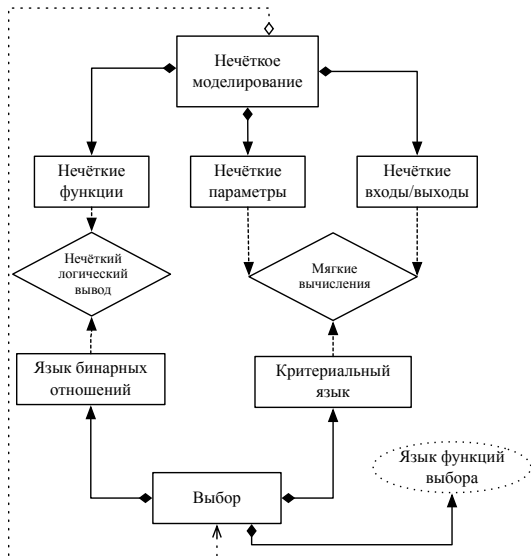 Нечёткое
моделирование
Нечёткие
функции
Нечёткие
параметры
Нечёткие
входы/выходы
Нечёткий
логический
вывод
Мягкие
вычисления
Язык бинарных
отношений
Критериальный
язык
Язык функций
выбора
Выбор